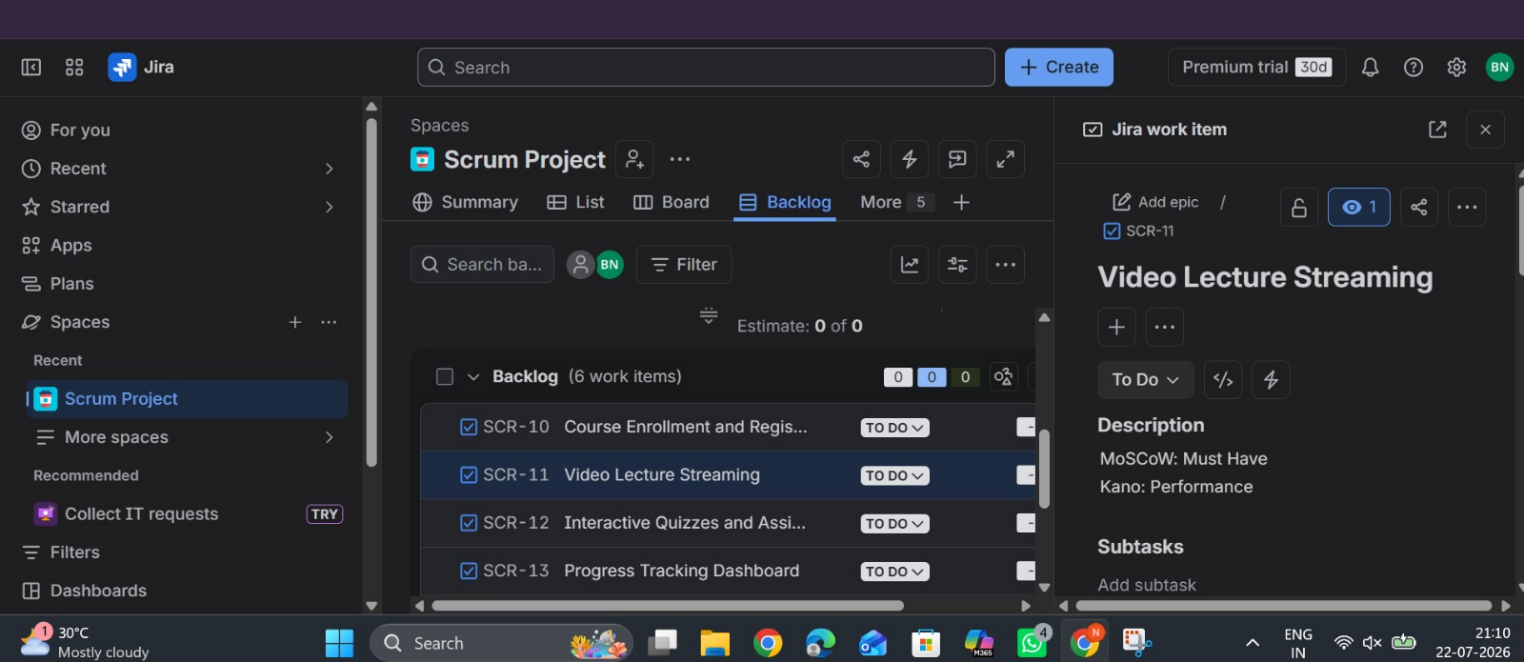 Jira
Search
+ Create
Premium trial 30d
BN
For you
Recent
Starred
Apps
Plans
Spaces
Recent
Scrum Project
More spaces
Recommended
Collect IT requests TRY
Filters
Dashboards
Spaces
Scrum Project
Summary List Board Backlog More 5
Search ba... BN Filter
Estimate: 0 of 0
Backlog (6 work items) 0 0 0
SCR-10 Course Enrollment and Regis... TO DO -
SCR-11 Video Lecture Streaming TO DO -
SCR-12 Interactive Quizzes and Assi... TO DO -
SCR-13 Progress Tracking Dashboard TO DO -
Jira work item
Add epic /
SCR-11
1
Video Lecture Streaming
To Do
Description
MoSCoW: Must Have
Kano: Performance
Subtasks
Add subtask
1
30°C
Mostly cloudy
Search
M365
4
N
ENG
IN
21:10
22-07-2026